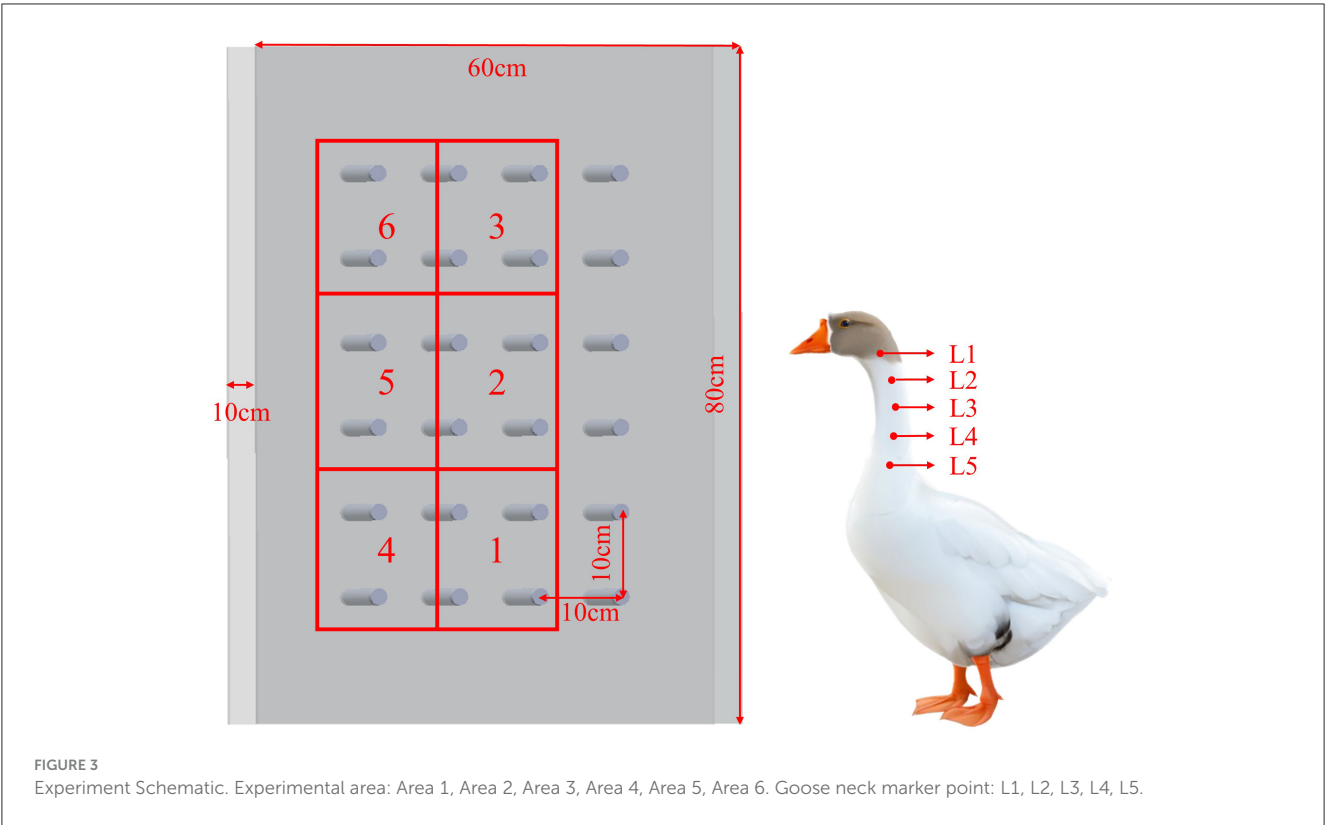 60cm
6
3
5
2
10cm
80cm
4
1
10cm
10cm
L1
L2
L3
L4
L5
FIGURE 3
Experiment Schematic. Experimental area: Area 1, Area 2, Area 3, Area 4, Area 5, Area 6. Goose neck marker point: L1, L2, L3, L4, L5.